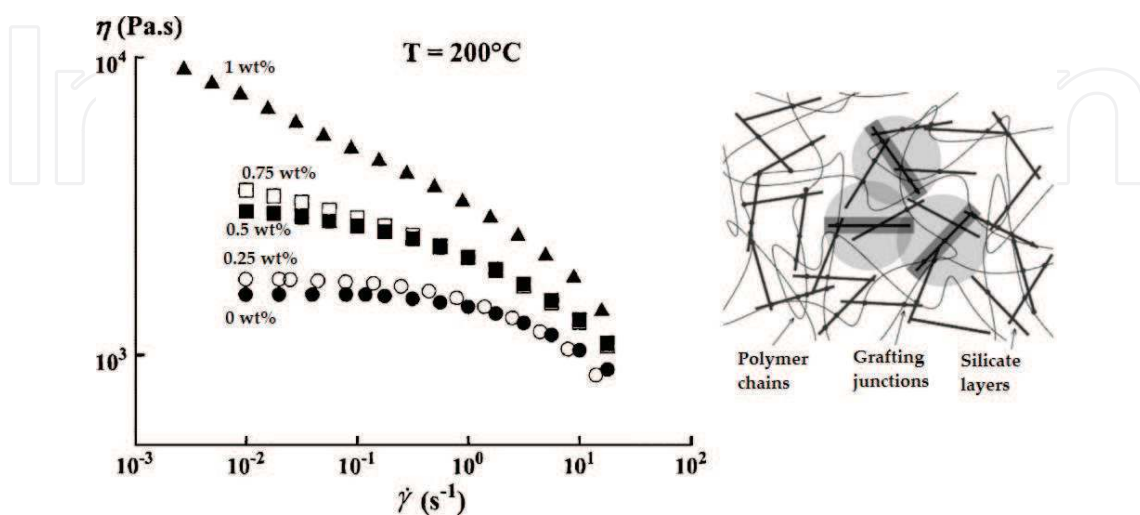 η (Pa.s)
T = 200°C
10⁴
1 wt%
0.75 wt%
0.5 wt%
0.25 wt%
0 wt%
10³
10⁻³
10⁻²
10⁻¹
10⁰
10¹
10²
γ̇ (s⁻¹)
Polymer
chains
Grafting
junctions
Silicate
layers